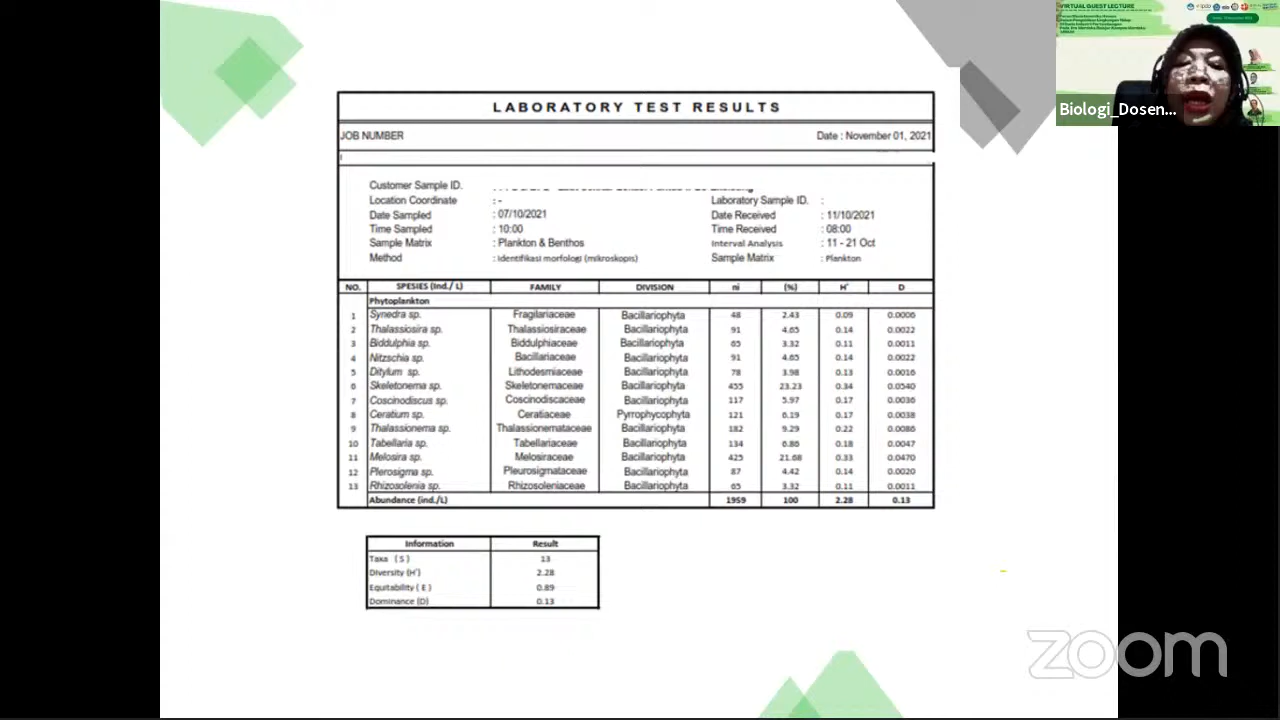 VIRTUAL GUEST LECTURE
Biologi_Dosen...
LABORATORY TEST RESULTS
JOB NUMBER Date : November 01, 2021
Customer Sample ID.
Location Coordinate : - Laboratory Sample ID. :
Date Sampled : 07/10/2021 Date Received : 11/10/2021
Time Sampled : 10:00 Time Received : 08:00
Sample Matrix : Plankton & Benthos Interval Analysis : 11 - 21 Oct
Method : Identifikasi morfologi (mikroskopis) Sample Matrix : Plankton
NO. SPESIES (Ind./ L) FAMILY DIVISION ni (%) H' D
Phytoplankton
1 Synedra sp. Fragilariaceae Bacillariophyta 48 2.43 0.09 0.0006
2 Thalassiosira sp. Thalassiosiraceae Bacillariophyta 91 4.65 0.14 0.0022
3 Biddulphia sp. Biddulphiaceae Bacillariophyta 65 3.32 0.11 0.0011
4 Nitzschia sp. Bacillariaceae Bacillariophyta 91 4.65 0.14 0.0022
5 Ditylum sp. Lithodesmiaceae Bacillariophyta 78 3.98 0.13 0.0016
6 Skeletonema sp. Skeletonemaceae Bacillariophyta 455 23.23 0.34 0.0540
7 Coscinodiscus sp. Coscinodiscaceae Bacillariophyta 117 5.97 0.17 0.0036
8 Ceratium sp. Ceratiaceae Pyrrophycophyta 121 6.19 0.17 0.0038
9 Thalassionema sp. Thalassionemataceae Bacillariophyta 182 9.29 0.22 0.0086
10 Tabellaria sp. Tabellariaceae Bacillariophyta 134 6.86 0.18 0.0047
11 Melosira sp. Melosiraceae Bacillariophyta 425 21.68 0.33 0.0470
12 Plerosigma sp. Pleurosigmataceae Bacillariophyta 87 4.42 0.14 0.0020
13 Rhizosolenia sp. Rhizosoleniaceae Bacillariophyta 65 3.32 0.11 0.0011
Abundance (ind./L) 1959 100 2.28 0.13
Information Result
Taxa ( S ) 13
Diversity (H') 2.28
Equitability ( E ) 0.89
Dominance (D) 0.13
zoom